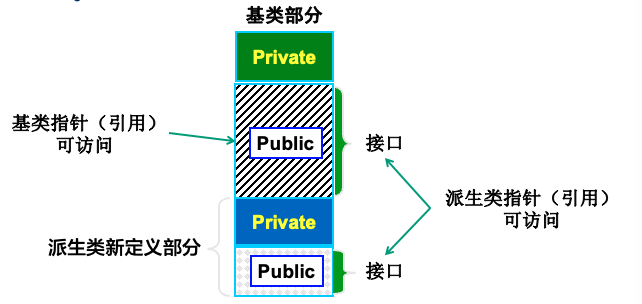 基类部分
Private
基类指针（引用）
可访问
Public
接口
派生类指针（引用）
可访问
Private
派生类新定义部分
Public
接口